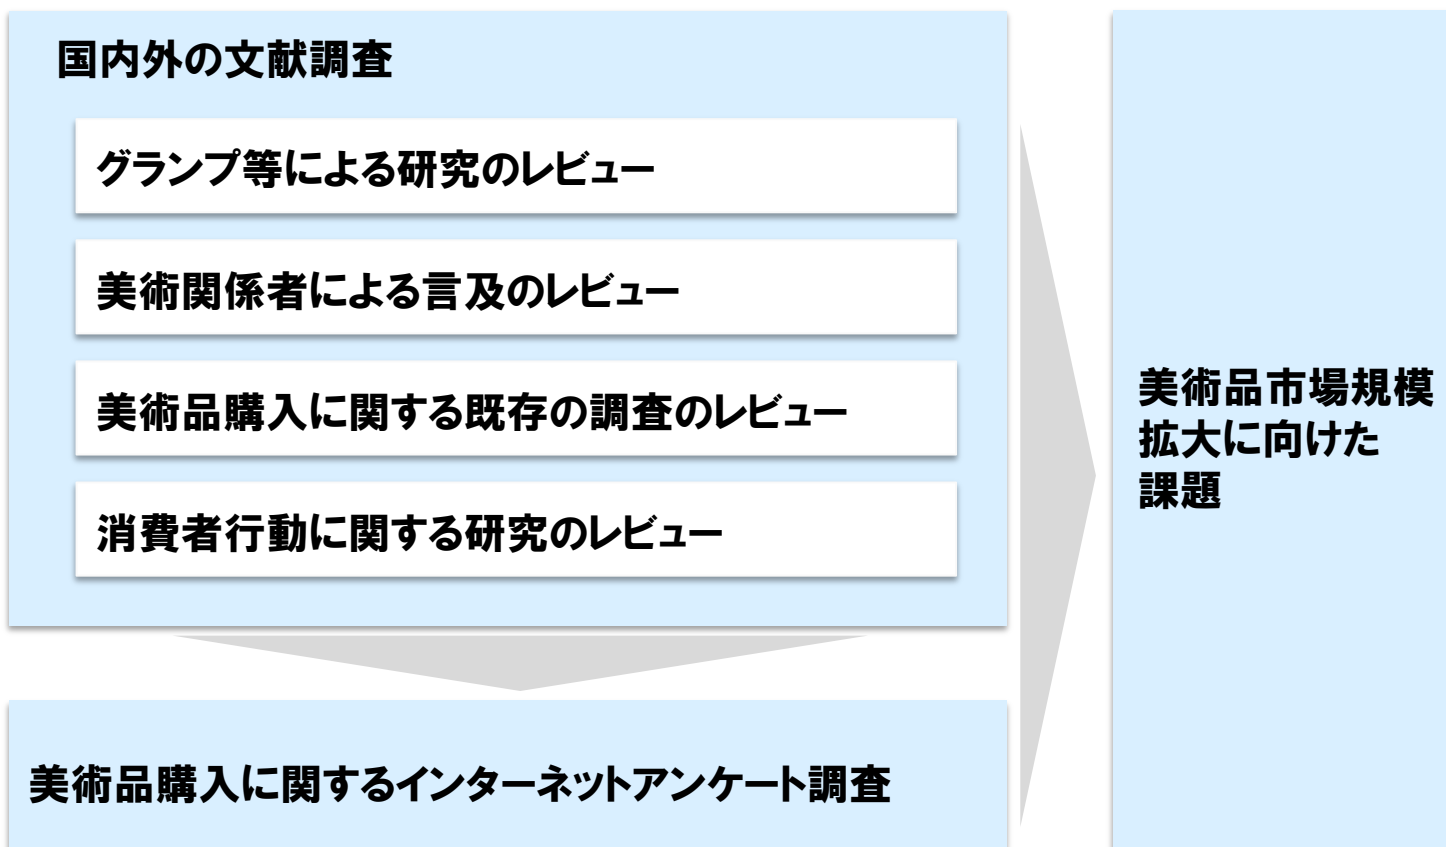 国内外の文献調査
グランプ等による研究のレビュー
美術関係者による言及のレビュー
美術品購入に関する既存の調査のレビュー
消費者行動に関する研究のレビュー
美術品購入に関するインターネットアンケート調査
美術品市場規模
拡大に向けた
課題